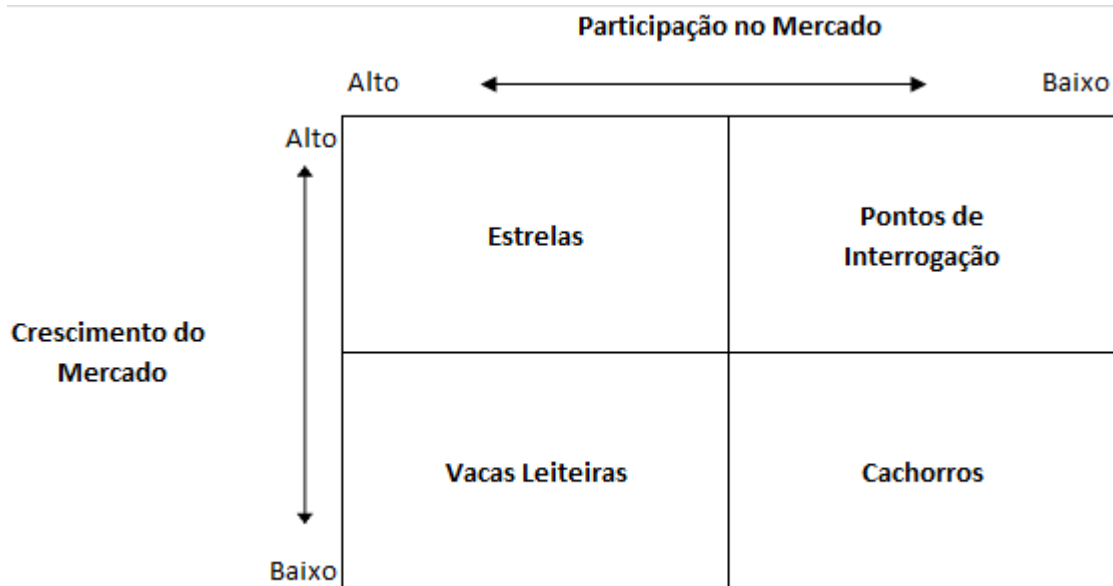 Participação no Mercado
Alto
Baixo
Alto
Estrelas
Pontos de
Interrogação
Crescimento do
Mercado
Vacas Leiteiras
Cachorros
Baixo